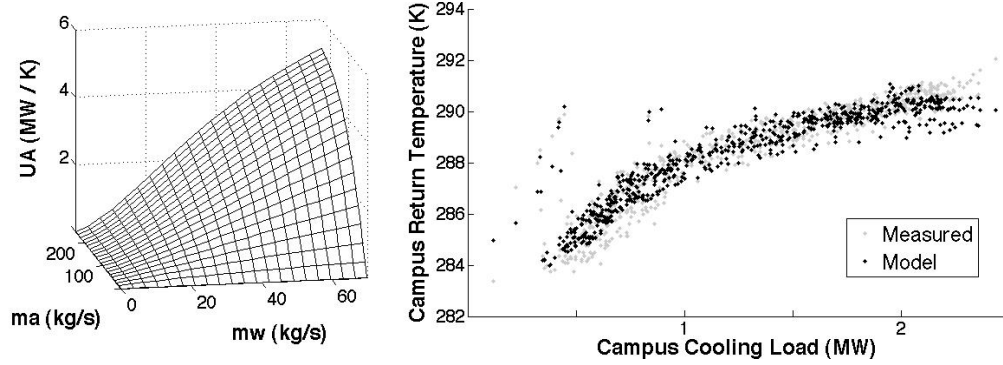 6
4
2
UA (MW / K)
200
100
ma (kg/s)
0
20
40
60
mw (kg/s)
294
292
290
288
286
284
282
Campus Return Temperature (K)
Measured
Model
1
2
Campus Cooling Load (MW)